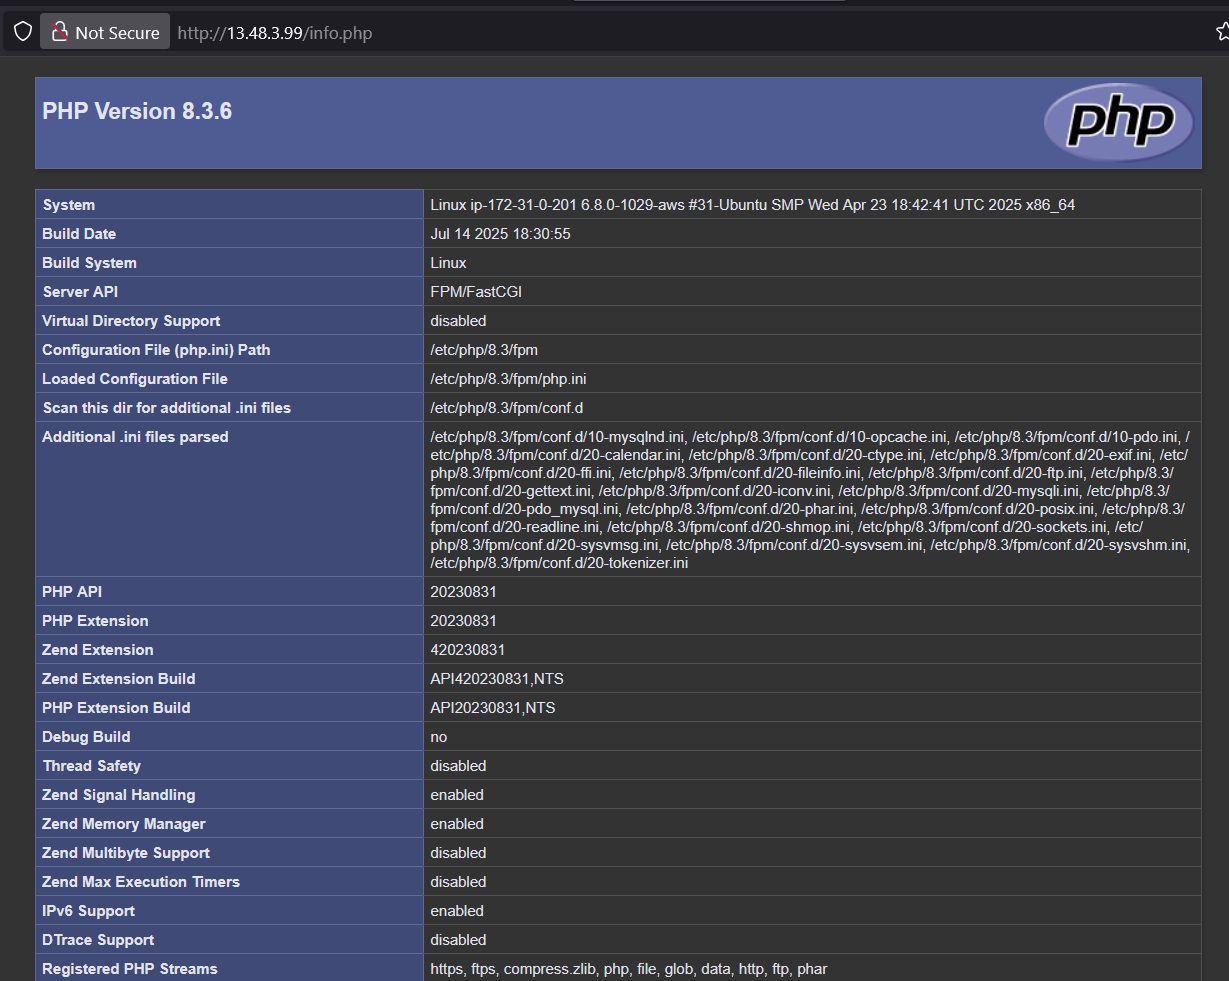 Not Secure http://13.48.3.99/info.php
PHP Version 8.3.6
php
System Linux ip-172-31-0-201 6.8.0-1029-aws #31-Ubuntu SMP Wed Apr 23 18:42:41 UTC 2025 x86_64
Build Date Jul 14 2025 18:30:55
Build System Linux
Server API FPM/FastCGI
Virtual Directory Support disabled
Configuration File (php.ini) Path /etc/php/8.3/fpm
Loaded Configuration File /etc/php/8.3/fpm/php.ini
Scan this dir for additional .ini files /etc/php/8.3/fpm/conf.d
Additional .ini files parsed /etc/php/8.3/fpm/conf.d/10-mysqlnd.ini, /etc/php/8.3/fpm/conf.d/10-opcache.ini, /etc/php/8.3/fpm/conf.d/10-pdo.ini, /
etc/php/8.3/fpm/conf.d/20-calendar.ini, /etc/php/8.3/fpm/conf.d/20-ctype.ini, /etc/php/8.3/fpm/conf.d/20-exif.ini, /etc/
php/8.3/fpm/conf.d/20-ffi.ini, /etc/php/8.3/fpm/conf.d/20-fileinfo.ini, /etc/php/8.3/fpm/conf.d/20-ftp.ini, /etc/php/8.3/
fpm/conf.d/20-gettext.ini, /etc/php/8.3/fpm/conf.d/20-iconv.ini, /etc/php/8.3/fpm/conf.d/20-mysqli.ini, /etc/php/8.3/
fpm/conf.d/20-pdo_mysql.ini, /etc/php/8.3/fpm/conf.d/20-phar.ini, /etc/php/8.3/fpm/conf.d/20-posix.ini, /etc/php/8.3/
fpm/conf.d/20-readline.ini, /etc/php/8.3/fpm/conf.d/20-shmop.ini, /etc/php/8.3/fpm/conf.d/20-sockets.ini, /etc/
php/8.3/fpm/conf.d/20-sysvmsg.ini, /etc/php/8.3/fpm/conf.d/20-sysvsem.ini, /etc/php/8.3/fpm/conf.d/20-sysvshm.ini,
/etc/php/8.3/fpm/conf.d/20-tokenizer.ini
PHP API 20230831
PHP Extension 20230831
Zend Extension 420230831
Zend Extension Build API420230831,NTS
PHP Extension Build API20230831,NTS
Debug Build no
Thread Safety disabled
Zend Signal Handling enabled
Zend Memory Manager enabled
Zend Multibyte Support disabled
Zend Max Execution Timers disabled
IPv6 Support enabled
DTrace Support disabled
Registered PHP Streams https, ftps, compress.zlib, php, file, glob, data, http, ftp, phar